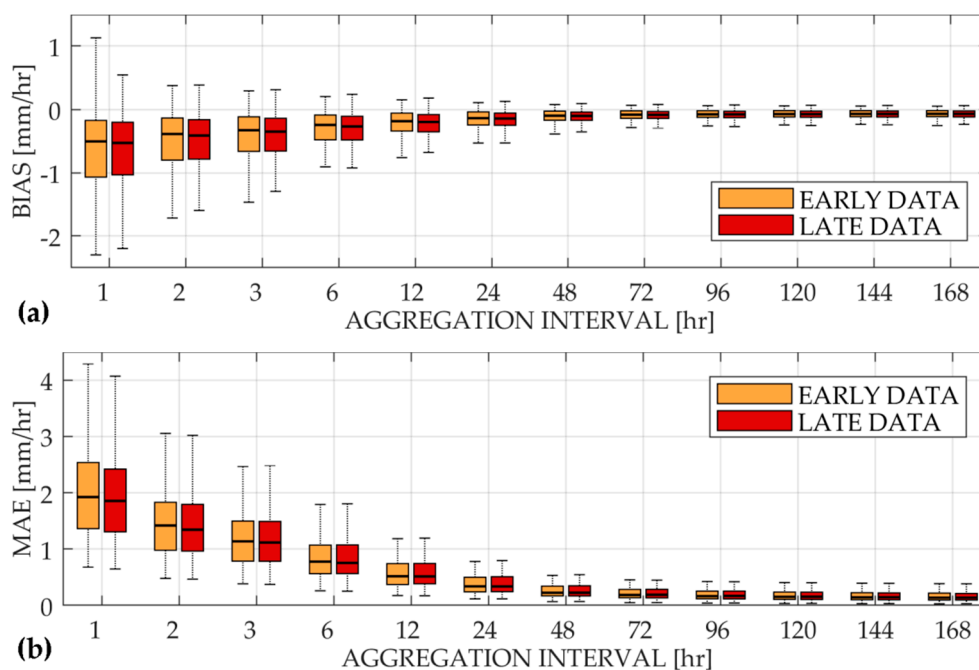 1
0
-1
-2
BIAS [mm/hr]
EARLY DATA
LATE DATA
1 2 3 6 12 24 48 72 96 120 144 168
(a)
AGGREGATION INTERVAL [hr]
4
3
2
1
0
MAE [mm/hr]
EARLY DATA
LATE DATA
1 2 3 6 12 24 48 72 96 120 144 168
(b)
AGGREGATION INTERVAL [hr]